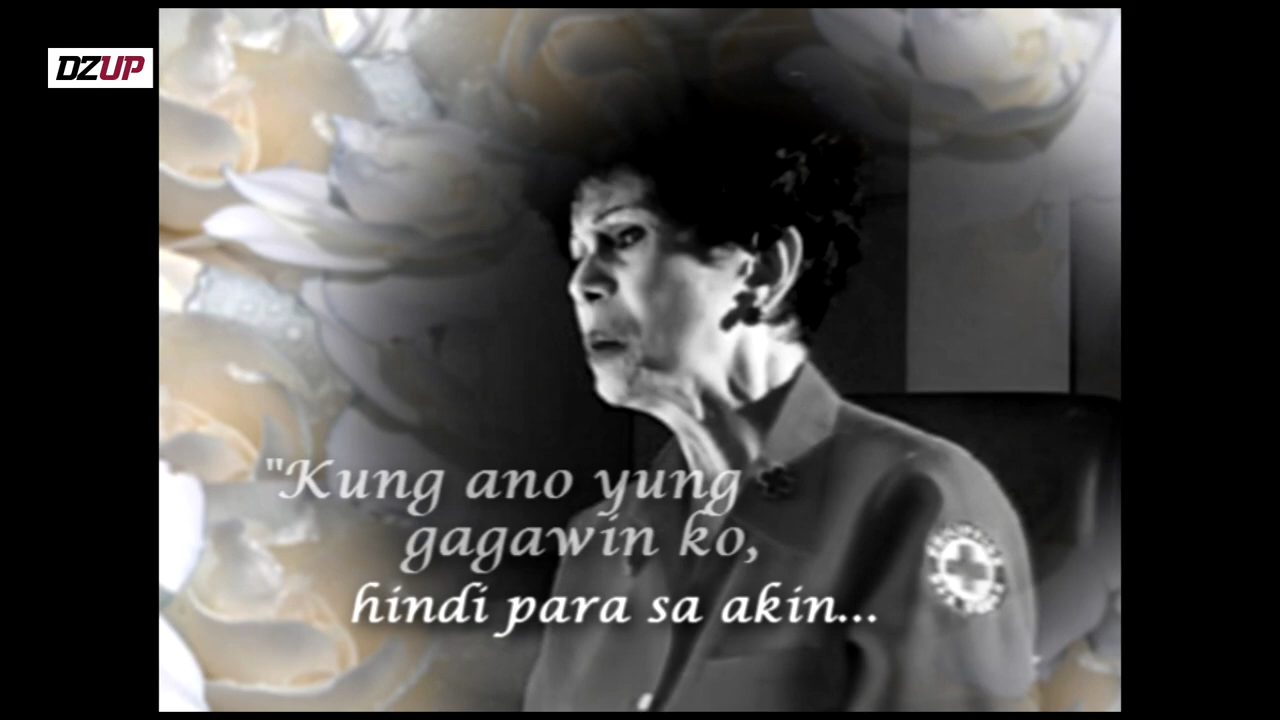 DZUP
"Kung ano yung
gagawin ko,
hindi para sa akin...